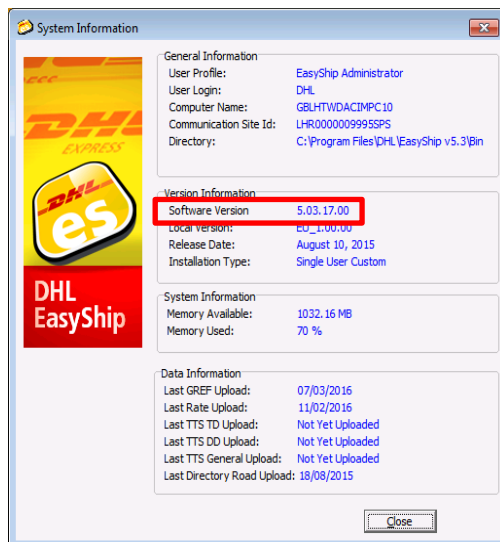 System Information
DHL
EXPRESS
DHL
es
DHL
EasyShip
General Information
User Profile: EasyShip Administrator
User Login: DHL
Computer Name: GBLHTWDACIMPC10
Communication Site Id: LHR0000009995SPS
Directory: C:\Program Files\DHL\EasyShip v5.3\Bin
Version Information
Software Version 5.03.17.00
Local Version: EU_1.00.00
Release Date: August 10, 2015
Installation Type: Single User Custom
System Information
Memory Available: 1032.16 MB
Memory Used: 70 %
Data Information
Last GREF Upload: 07/03/2016
Last Rate Upload: 11/02/2016
Last TTS TD Upload: Not Yet Uploaded
Last TTS DD Upload: Not Yet Uploaded
Last TTS General Upload: Not Yet Uploaded
Last Directory Road Upload: 18/08/2015
Close